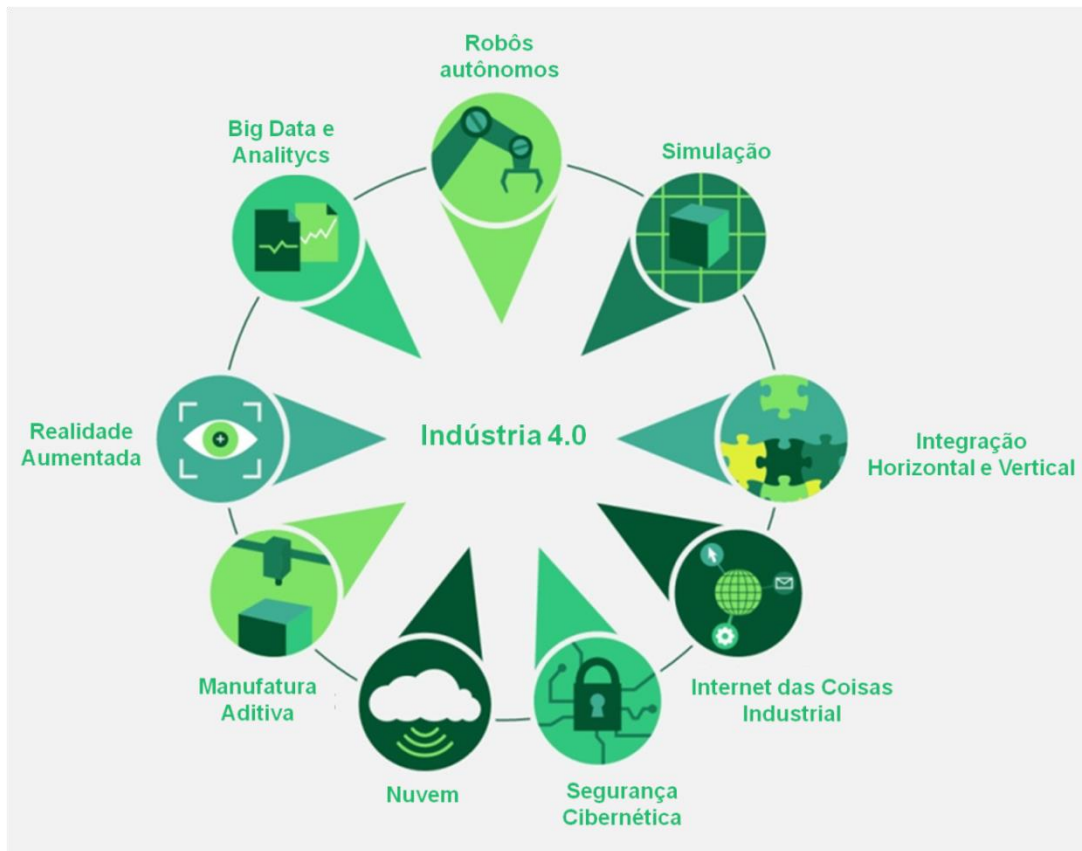 Robôs
autônomos
Big Data e
Analitycs
Simulação
Realidade
Aumentada
Indústria 4.0
Integração
Horizontal e Vertical
Manufatura
Aditiva
Internet das Coisas
Industrial
Nuvem
Segurança
Cibernética